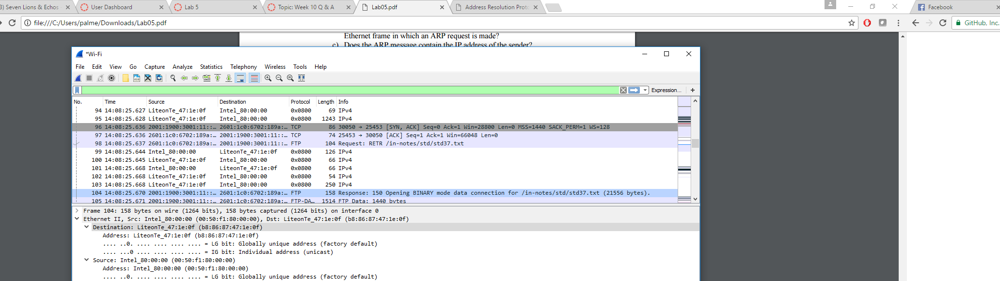 3) Seven Lions & Echos
User Dashboard
Lab 5
Topic: Week 10 Q & A
Lab05.pdf
Address Resolution Proto
Facebook
file:///C:/Users/palme/Downloads/Lab05.pdf
GitHub, Inc.
Ethernet frame in which an ARP request is made?
c) Does the ARP message contain the IP address of the sender?
*Wi-Fi
File Edit View Go Capture Analyze Statistics Telephony Wireless Tools Help
Expression... +
No. Time Source Destination Protocol Length Info
94 14:08:25.627 LiteonTe_47:1e:0f Intel_80:00:00 0x0800 69 IPv4
95 14:08:25.628 LiteonTe_47:1e:0f Intel_80:00:00 0x0800 1243 IPv4
96 14:08:25.636 2001:1900:3001:11::… 2601:1c0:6702:189a:… TCP 86 30050 → 25453 [SYN, ACK] Seq=0 Ack=1 Win=28800 Len=0 MSS=1440 SACK_PERM=1 WS=128
97 14:08:25.636 2601:1c0:6702:189a:… 2001:1900:3001:11::… TCP 74 25453 → 30050 [ACK] Seq=1 Ack=1 Win=66048 Len=0
98 14:08:25.637 2601:1c0:6702:189a:… 2001:1900:3001:11::… FTP 104 Request: RETR /in-notes/std/std37.txt
99 14:08:25.644 Intel_80:00:00 LiteonTe_47:1e:0f 0x0800 126 IPv4
100 14:08:25.645 LiteonTe_47:1e:0f Intel_80:00:00 0x0800 66 IPv4
101 14:08:25.668 Intel_80:00:00 LiteonTe_47:1e:0f 0x0800 66 IPv4
102 14:08:25.668 LiteonTe_47:1e:0f Intel_80:00:00 0x0800 54 IPv4
103 14:08:25.668 LiteonTe_47:1e:0f Intel_80:00:00 0x0800 250 IPv4
104 14:08:25.670 2001:1900:3001:11::… 2601:1c0:6702:189a:… FTP 158 Response: 150 Opening BINARY mode data connection for /in-notes/std/std37.txt (21556 bytes).
105 14:08:25.671 2001:1900:3001:11::… 2601:1c0:6702:189a:… FTP-DA… 1514 FTP Data: 1440 bytes
Frame 104: 158 bytes on wire (1264 bits), 158 bytes captured (1264 bits) on interface 0
Ethernet II, Src: Intel_80:00:00 (00:50:f1:80:00:00), Dst: LiteonTe_47:1e:0f (b8:86:87:47:1e:0f)
Destination: LiteonTe_47:1e:0f (b8:86:87:47:1e:0f)
Address: LiteonTe_47:1e:0f (b8:86:87:47:1e:0f)
.... ..0. .... .... .... .... = LG bit: Globally unique address (factory default)
.... ...0 .... .... .... .... = IG bit: Individual address (unicast)
Source: Intel_80:00:00 (00:50:f1:80:00:00)
Address: Intel_80:00:00 (00:50:f1:80:00:00)
.... ..0. .... .... .... .... = LG bit: Globally unique address (factory default)